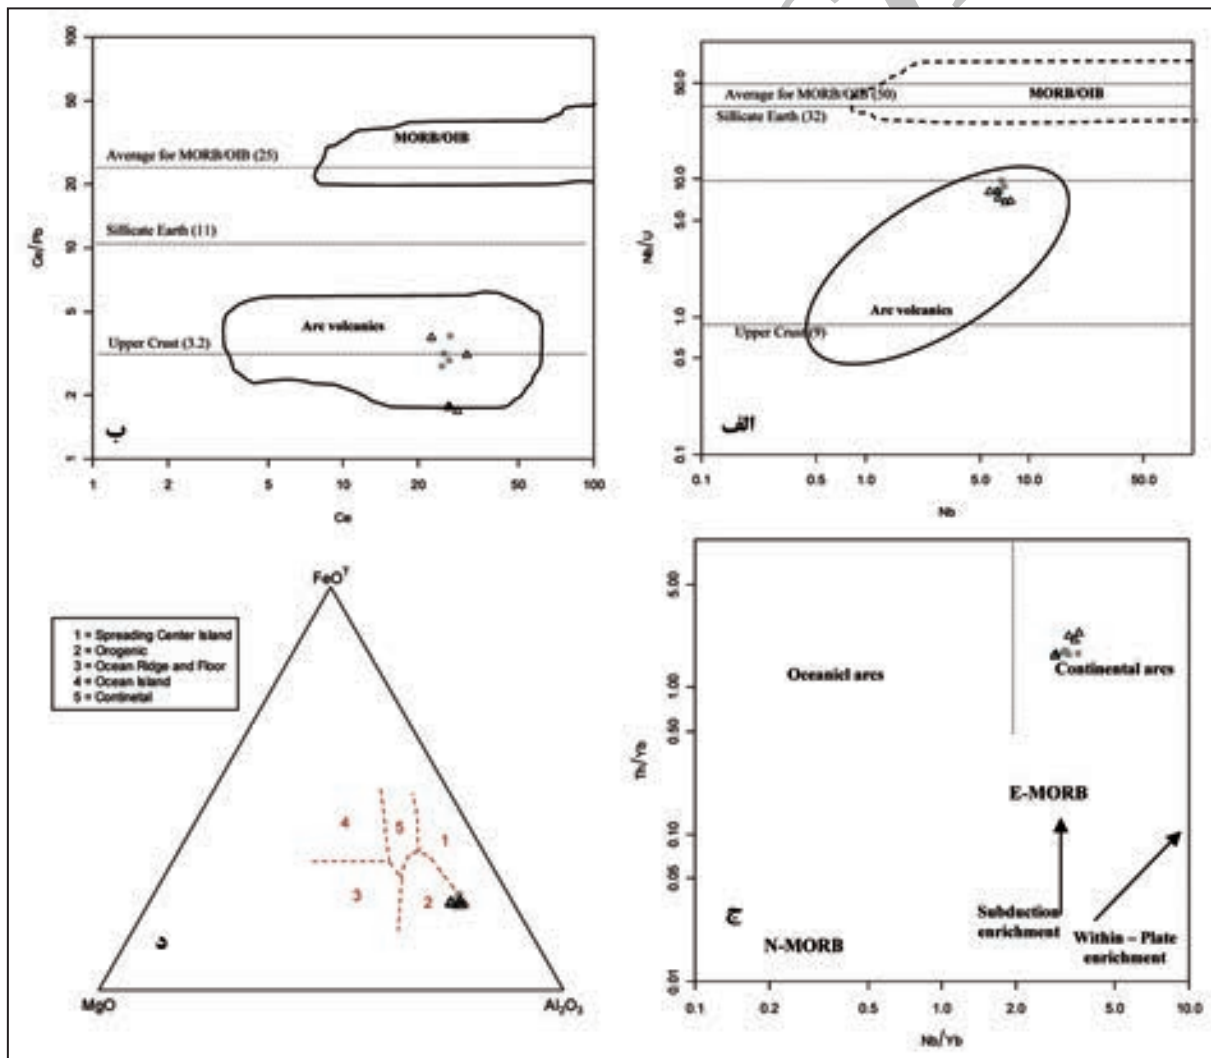 100
50
20
10
5
2
1
Ce/Pb
MORB/OIB
Average for MORB/OIB (25)
Sillicate Earth (11)
Arc volcanics
Upper Crust (3.2)
ب
1 2 5 10 20 50 100
Ce
50.0
10.0
5.0
1.0
0.5
0.1
Nb/U
Average for MORB/OIB (50)
MORB/OIB
Sillicate Earth (32)
Arc volcanics
Upper Crust (9)
الف
0.1 0.5 1.0 5.0 10.0 50.0
Nb
FeOT
1 = Spreading Center Island
2 = Orogenic
3 = Ocean Ridge and Floor
4 = Ocean Island
5 = Continetal
4
5
1
3
2
د
MgO
Al2O3
5.00
1.00
0.50
0.10
0.05
0.01
Th/Yb
Oceaniel arcs
Continental arcs
E-MORB
Subduction
enrichment
Within – Plate
enrichment
N-MORB
ج
0.1 0.2 0.5 1.0 2.0 5.0 10.0
Nb/Yb